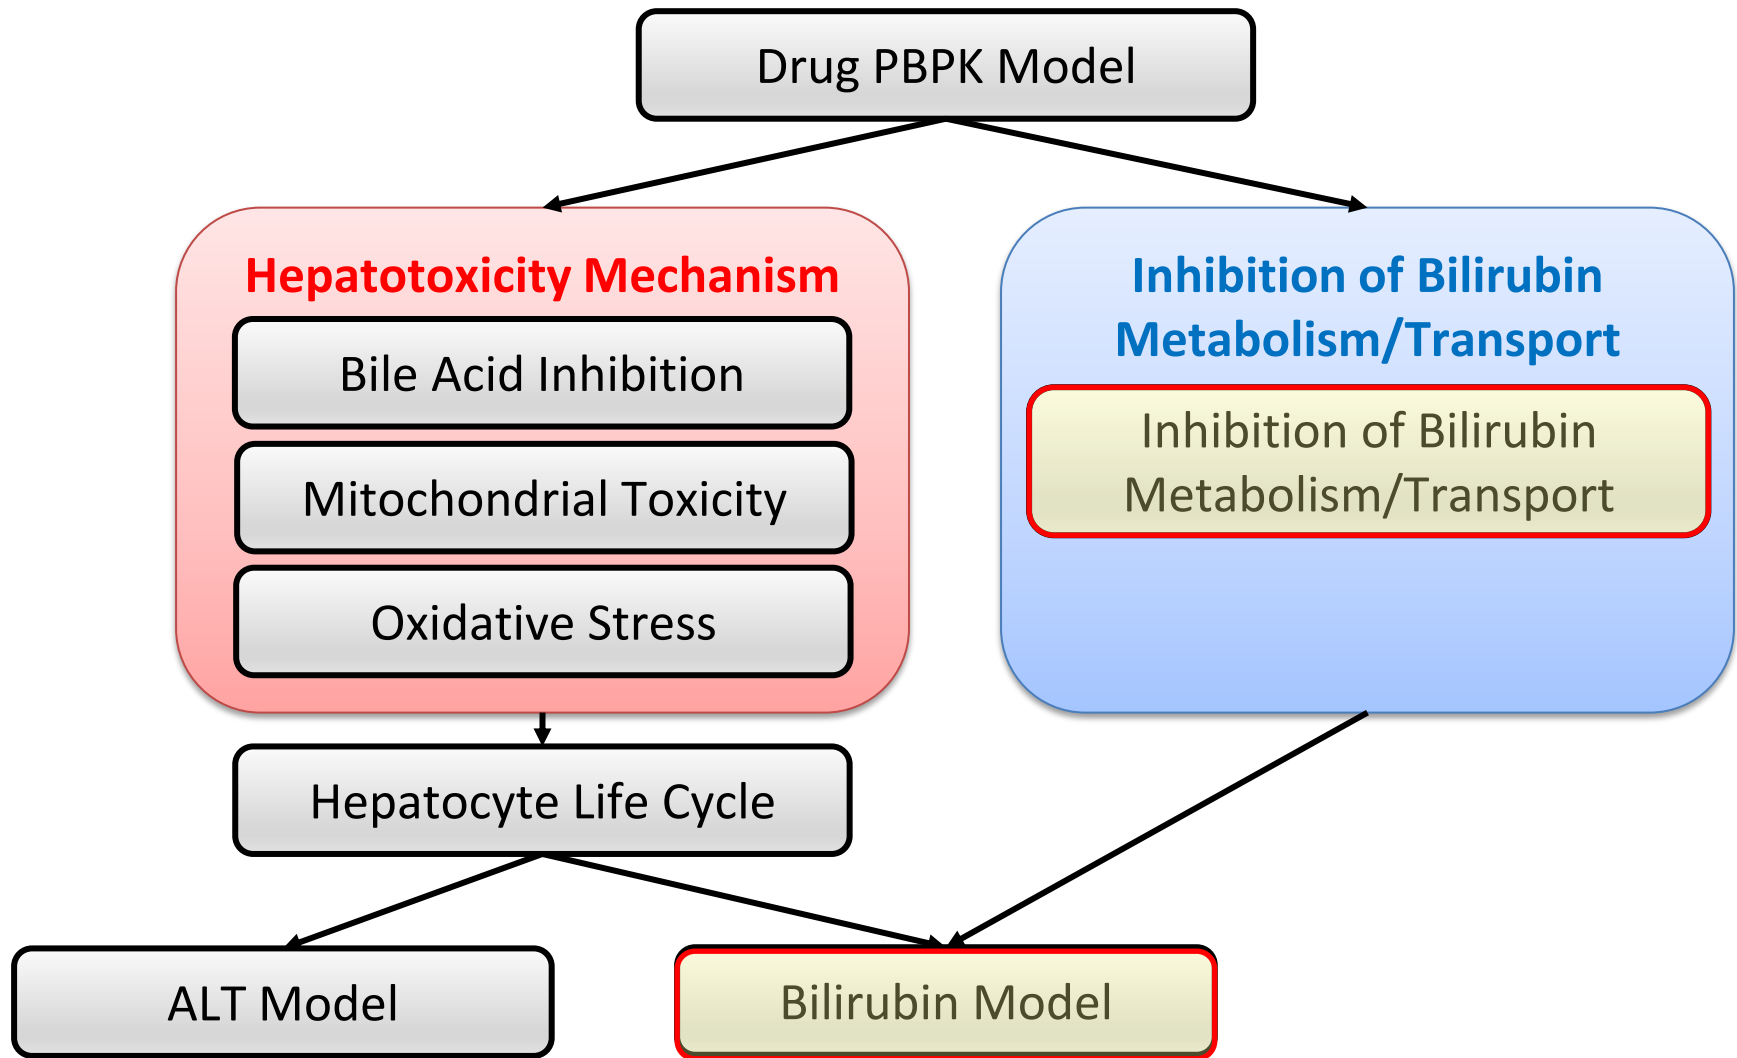 Drug PBPK Model
Hepatotoxicity Mechanism
Bile Acid Inhibition
Mitochondrial Toxicity
Oxidative Stress
Inhibition of Bilirubin
Metabolism/Transport
Inhibition of Bilirubin
Metabolism/Transport
Hepatocyte Life Cycle
ALT Model
Bilirubin Model